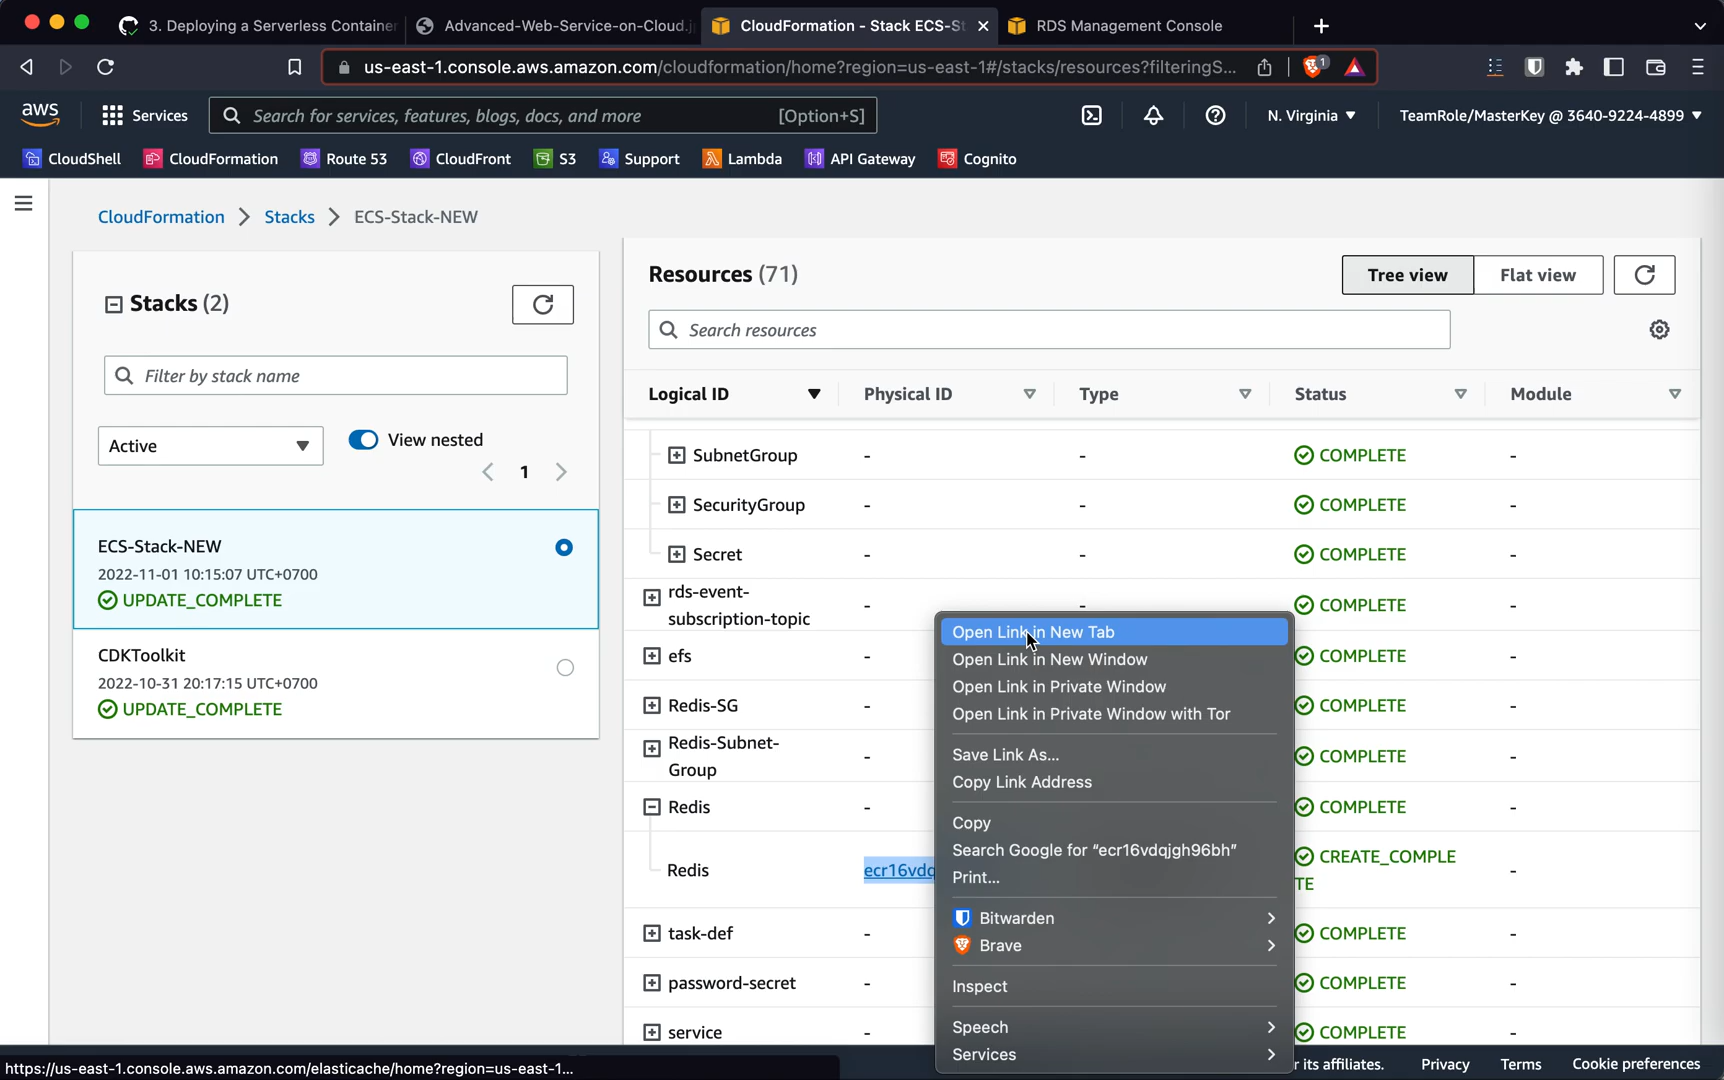 3. Deploying a Serverless Container
Advanced-Web-Service-on-Cloud.j
CloudFormation - Stack ECS-St
RDS Management Console
us-east-1.console.aws.amazon.com/cloudformation/home?region=us-east-1#/stacks/resources?filteringS...
1
aws
Services
Search for services, features, blogs, docs, and more
[Option+S]
N. Virginia
TeamRole/MasterKey @ 3640-9224-4899
CloudShell
CloudFormation
Route 53
CloudFront
S3
Support
Lambda
API Gateway
Cognito
CloudFormation
Stacks
ECS-Stack-NEW
Stacks (2)
Filter by stack name
Active
View nested
1
ECS-Stack-NEW
2022-11-01 10:15:07 UTC+0700
UPDATE_COMPLETE
CDKToolkit
2022-10-31 20:17:15 UTC+0700
UPDATE_COMPLETE
Resources (71)
Tree view
Flat view
Search resources
Logical ID
Physical ID
Type
Status
Module
SubnetGroup - - COMPLETE -
SecurityGroup - - COMPLETE -
Secret - - COMPLETE -
rds-event-
subscription-topic - - COMPLETE -
efs - COMPLETE -
Redis-SG - COMPLETE -
Redis-Subnet-
Group - COMPLETE -
Redis - COMPLETE -
Redis ecr16vdq CREATE_COMPLE
TE -
task-def - COMPLETE -
password-secret - COMPLETE -
service - COMPLETE -
Open Link in New Tab
Open Link in New Window
Open Link in Private Window
Open Link in Private Window with Tor
Save Link As...
Copy Link Address
Copy
Search Google for “ecr16vdqjgh96bh”
Print...
Bitwarden
Brave
Inspect
Speech
Services
https://us-east-1.console.aws.amazon.com/elasticache/home?region=us-east-1...
r its affiliates.
Privacy
Terms
Cookie preferences